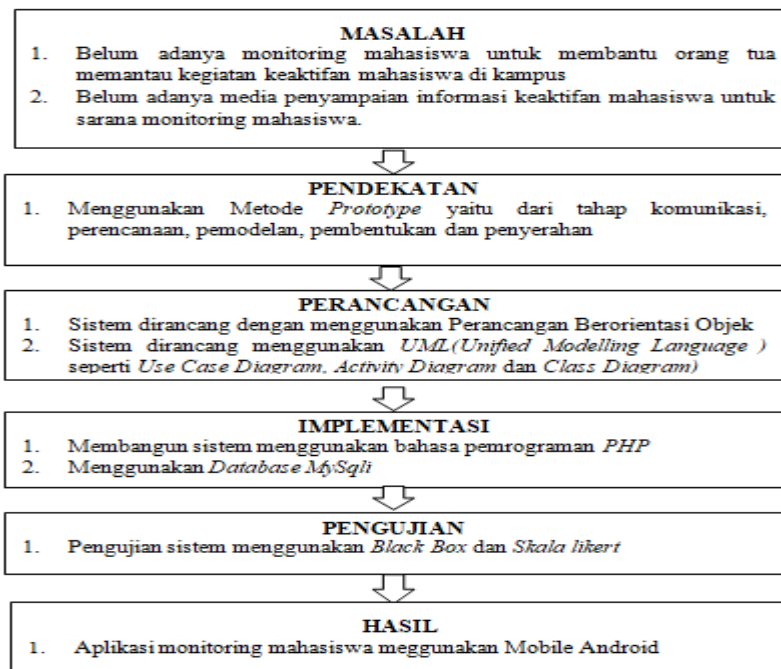 MASALAH
1. Belum adanya monitoring mahasiswa untuk membantu orang tua
memantau kegiatan keaktifan mahasiswa di kampus
2. Belum adanya media penyampaian informasi keaktifan mahasiswa untuk
sarana monitoring mahasiswa.
PENDEKATAN
1. Menggunakan Metode Prototype yaitu dari tahap komunikasi,
perencanaan, pemodelan, pembentukan dan penyerahan
PERANCANGAN
1. Sistem dirancang dengan menggunakan Perancangan Berorientasi Objek
2. Sistem dirancang menggunakan UML(Unified Modelling Language )
seperti Use Case Diagram, Activity Diagram dan Class Diagram)
IMPLEMENTASI
1. Membangun sistem menggunakan bahasa pemrograman PHP
2. Menggunakan Database MySqli
PENGUJIAN
1. Pengujian sistem menggunakan Black Box dan Skala likert
HASIL
1. Aplikasi monitoring mahasiswa meggunakan Mobile Android